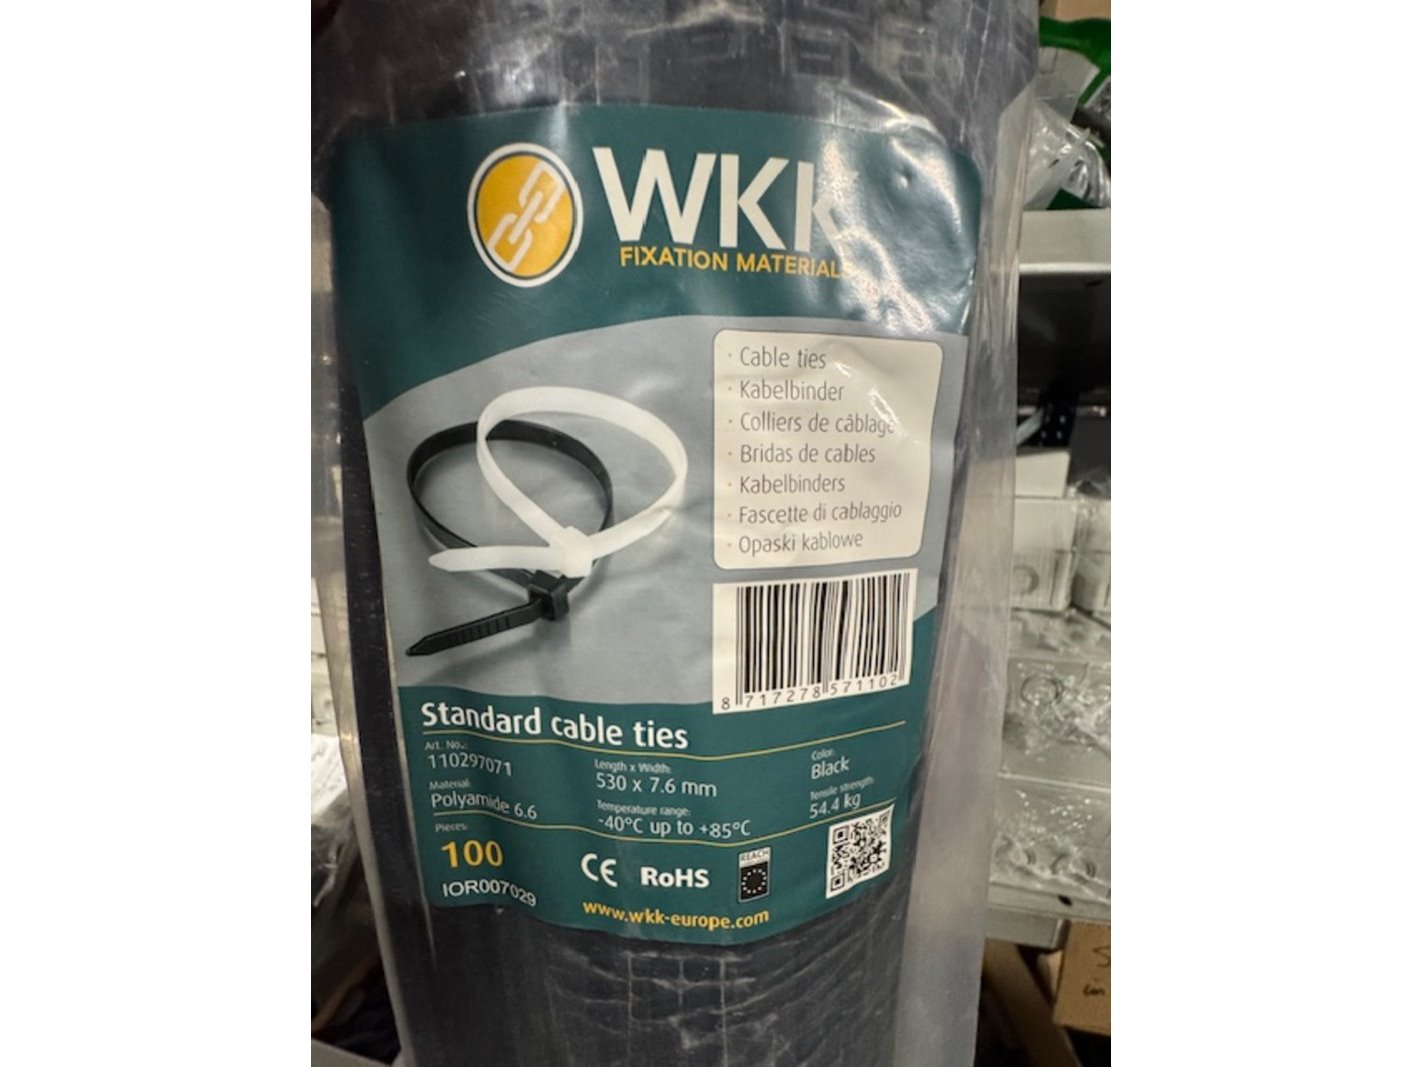 WKK
FIXATION MATERIALS
· Cable ties
· Kabelbinder
· Colliers de câblage
· Bridas de cables
· Kabelbinders
· Fascette di cablaggio
· Opaski kablowe
8 717278 571102
Standard cable ties
Art. No.:
110297071
Length x Width:
530 x 7.6 mm
Color:
Black
Material:
Polyamide 6.6
Temperature range:
-40°C up to +85°C
Tensile strength:
54.4 kg
Pieces:
100
IOR007029
CE RoHS
REACH
www.wkk-europe.com